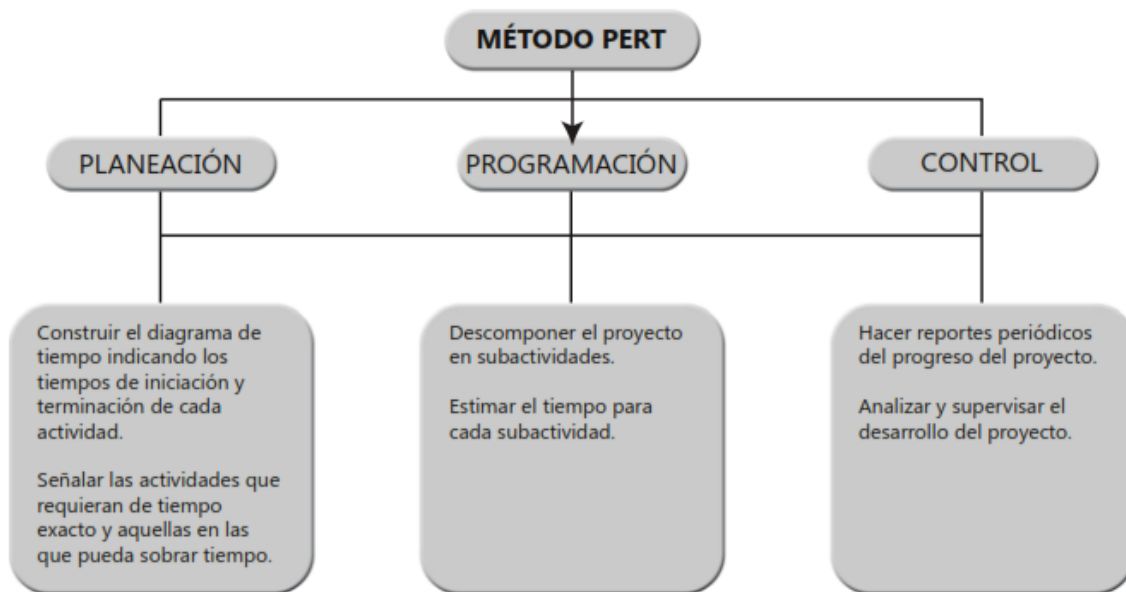 MÉTODO PERT
PLANEACIÓN
PROGRAMACIÓN
CONTROL
Construir el diagrama de
tiempo indicando los
tiempos de iniciación y
terminación de cada
actividad.
Señalar las actividades que
requieran de tiempo
exacto y aquellas en las
que pueda sobrar tiempo.
Descomponer el proyecto
en subactividades.
Estimar el tiempo para
cada subactividad.
Hacer reportes periódicos
del progreso del proyecto.
Analizar y supervisar el
desarrollo del proyecto.